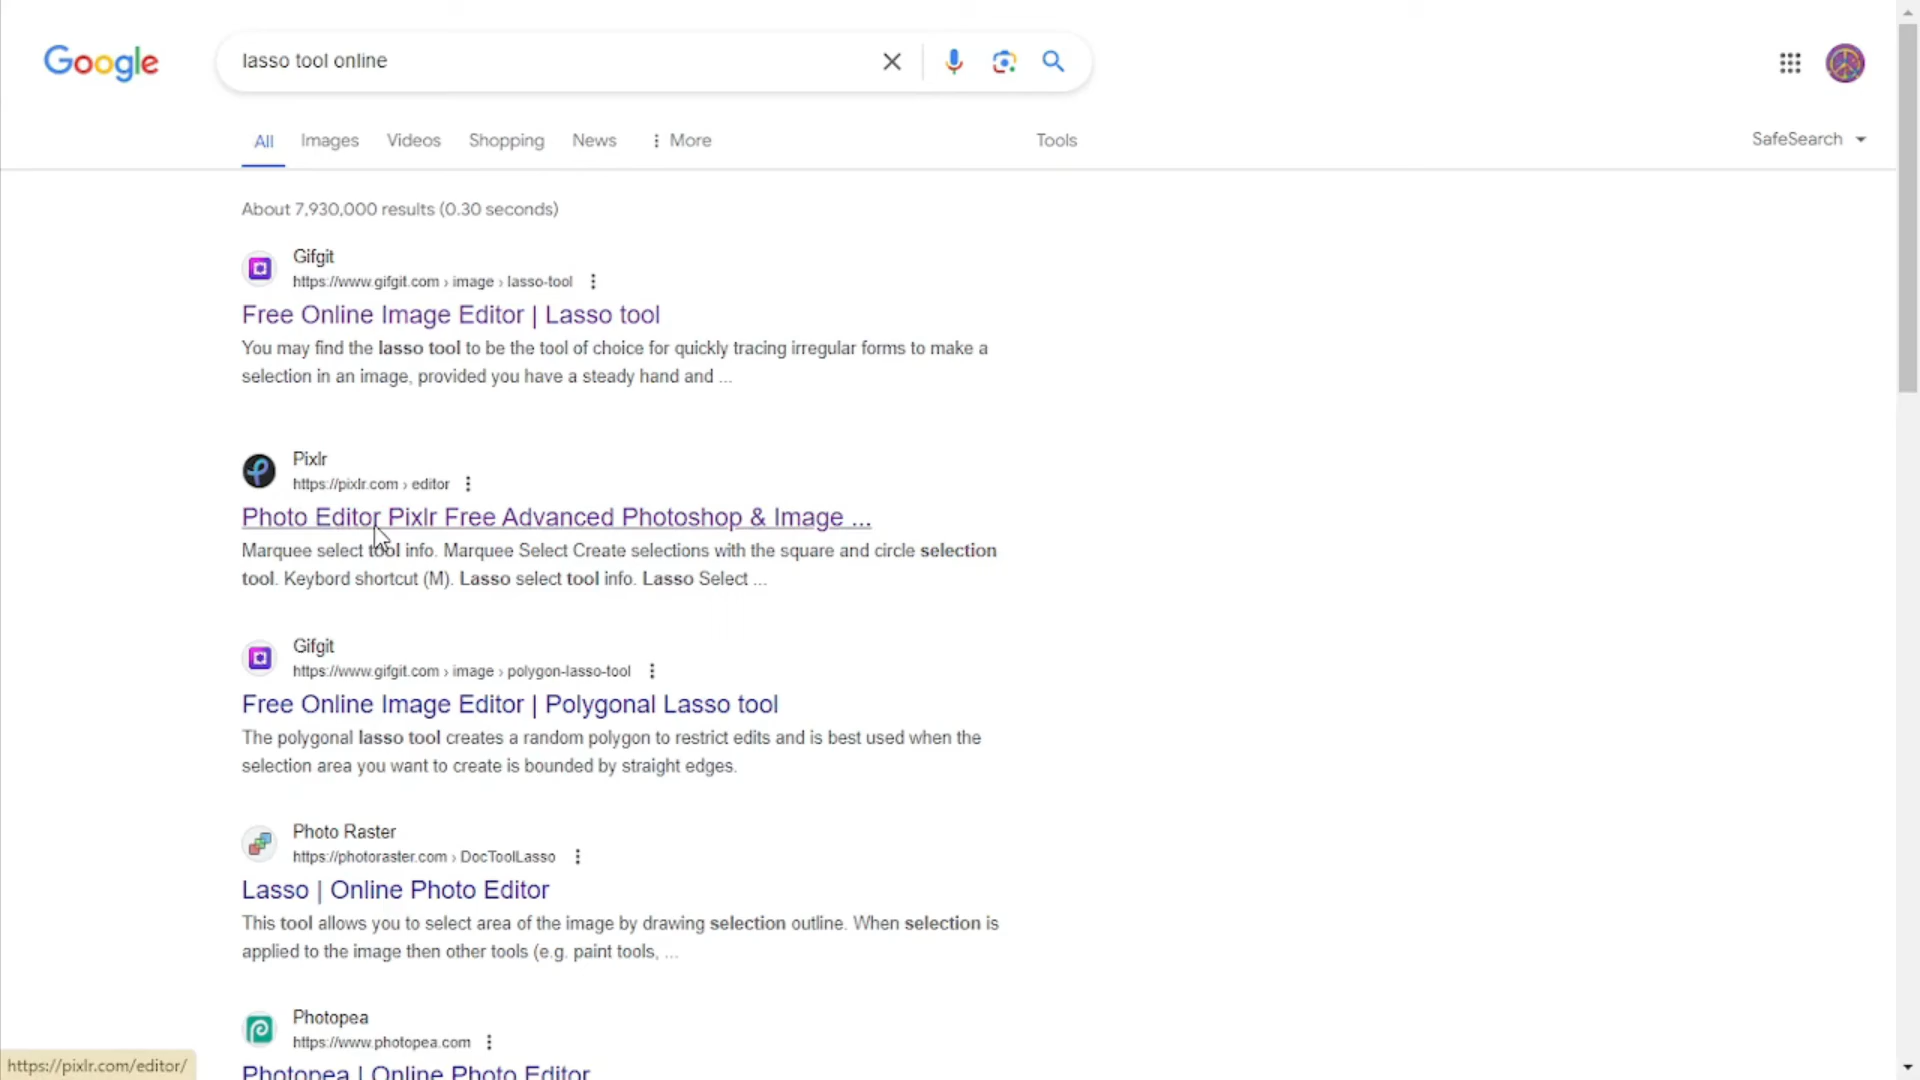 Google
lasso tool online
All Images Videos Shopping News More Tools SafeSearch
About 7,930,000 results (0.30 seconds)
Gifgit
https://www.gifgit.com › image › lasso-tool
Free Online Image Editor | Lasso tool
You may find the lasso tool to be the tool of choice for quickly tracing irregular forms to make a
selection in an image, provided you have a steady hand and ...
Pixlr
https://pixlr.com › editor
Photo Editor Pixlr Free Advanced Photoshop & Image ...
Marquee select tool info. Marquee Select Create selections with the square and circle selection
tool. Keybord shortcut (M). Lasso select tool info. Lasso Select ...
Gifgit
https://www.gifgit.com › image › polygon-lasso-tool
Free Online Image Editor | Polygonal Lasso tool
The polygonal lasso tool creates a random polygon to restrict edits and is best used when the
selection area you want to create is bounded by straight edges.
Photo Raster
https://photoraster.com › DocToolLasso
Lasso | Online Photo Editor
This tool allows you to select area of the image by drawing selection outline. When selection is
applied to the image then other tools (e.g. paint tools, ...
Photopea
https://www.photopea.com
Photopea | Online Photo Editor
https://pixlr.com/editor/